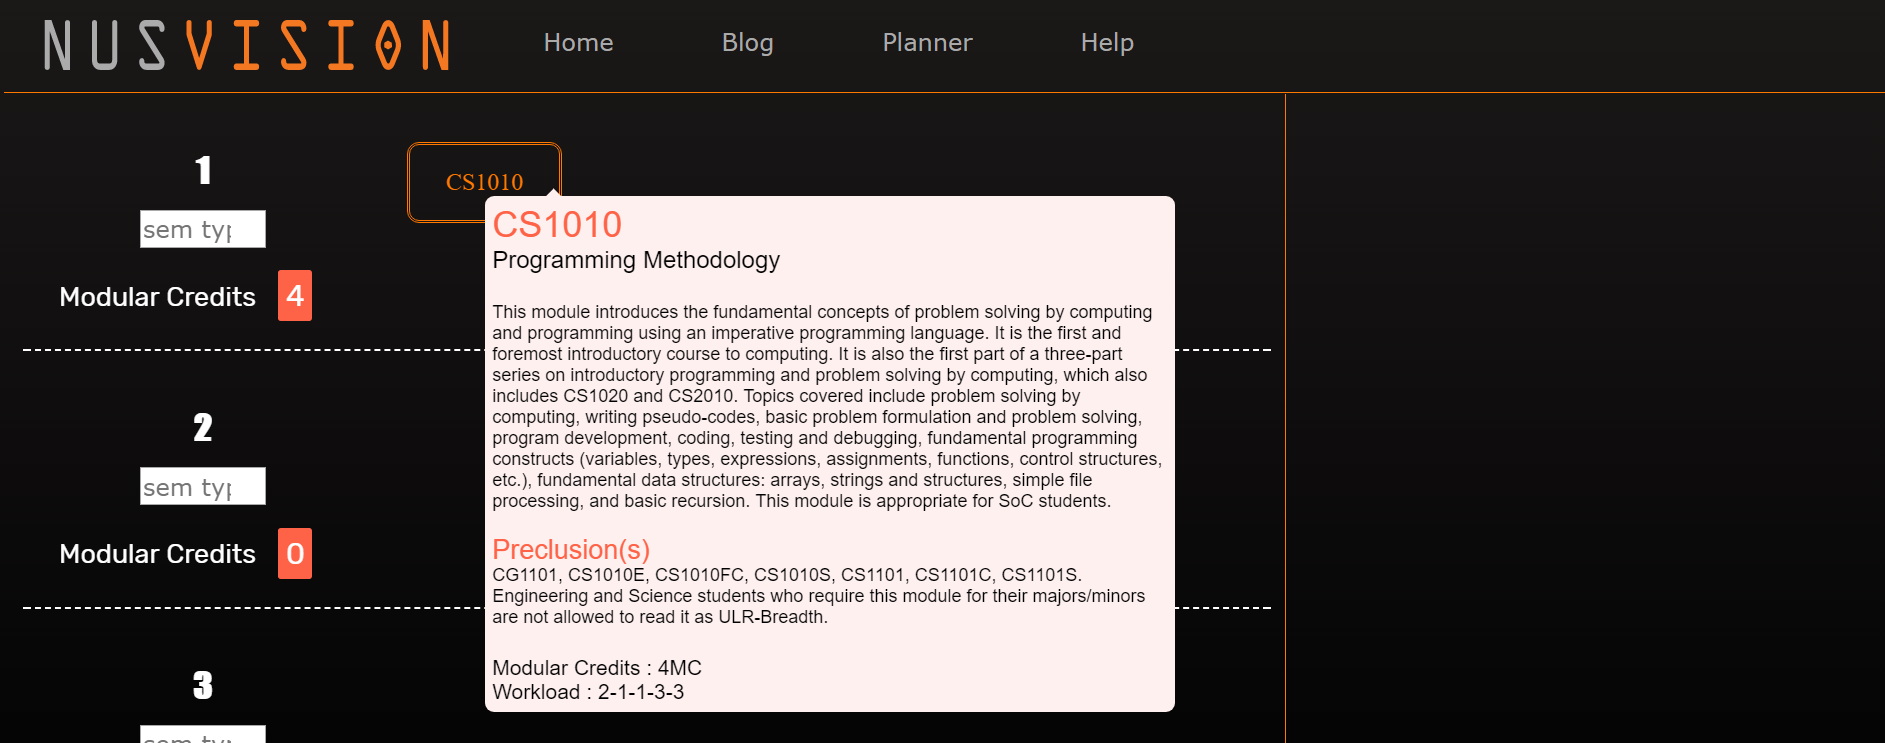 NUSVISION
Home
Blog
Planner
Help
1
CS1010
sem typ
Modular Credits 4
CS1010
Programming Methodology
This module introduces the fundamental concepts of problem solving by computing
and programming using an imperative programming language. It is the first and
foremost introductory course to computing. It is also the first part of a three-part
series on introductory programming and problem solving by computing, which also
includes CS1020 and CS2010. Topics covered include problem solving by
computing, writing pseudo-codes, basic problem formulation and problem solving,
program development, coding, testing and debugging, fundamental programming
constructs (variables, types, expressions, assignments, functions, control structures,
etc.), fundamental data structures: arrays, strings and structures, simple file
processing, and basic recursion. This module is appropriate for SoC students.
Preclusion(s)
CG1101, CS1010E, CS1010FC, CS1010S, CS1101, CS1101C, CS1101S.
Engineering and Science students who require this module for their majors/minors
are not allowed to read it as ULR-Breadth.
Modular Credits : 4MC
Workload : 2-1-1-3-3
2
sem typ
Modular Credits 0
3
sem typ